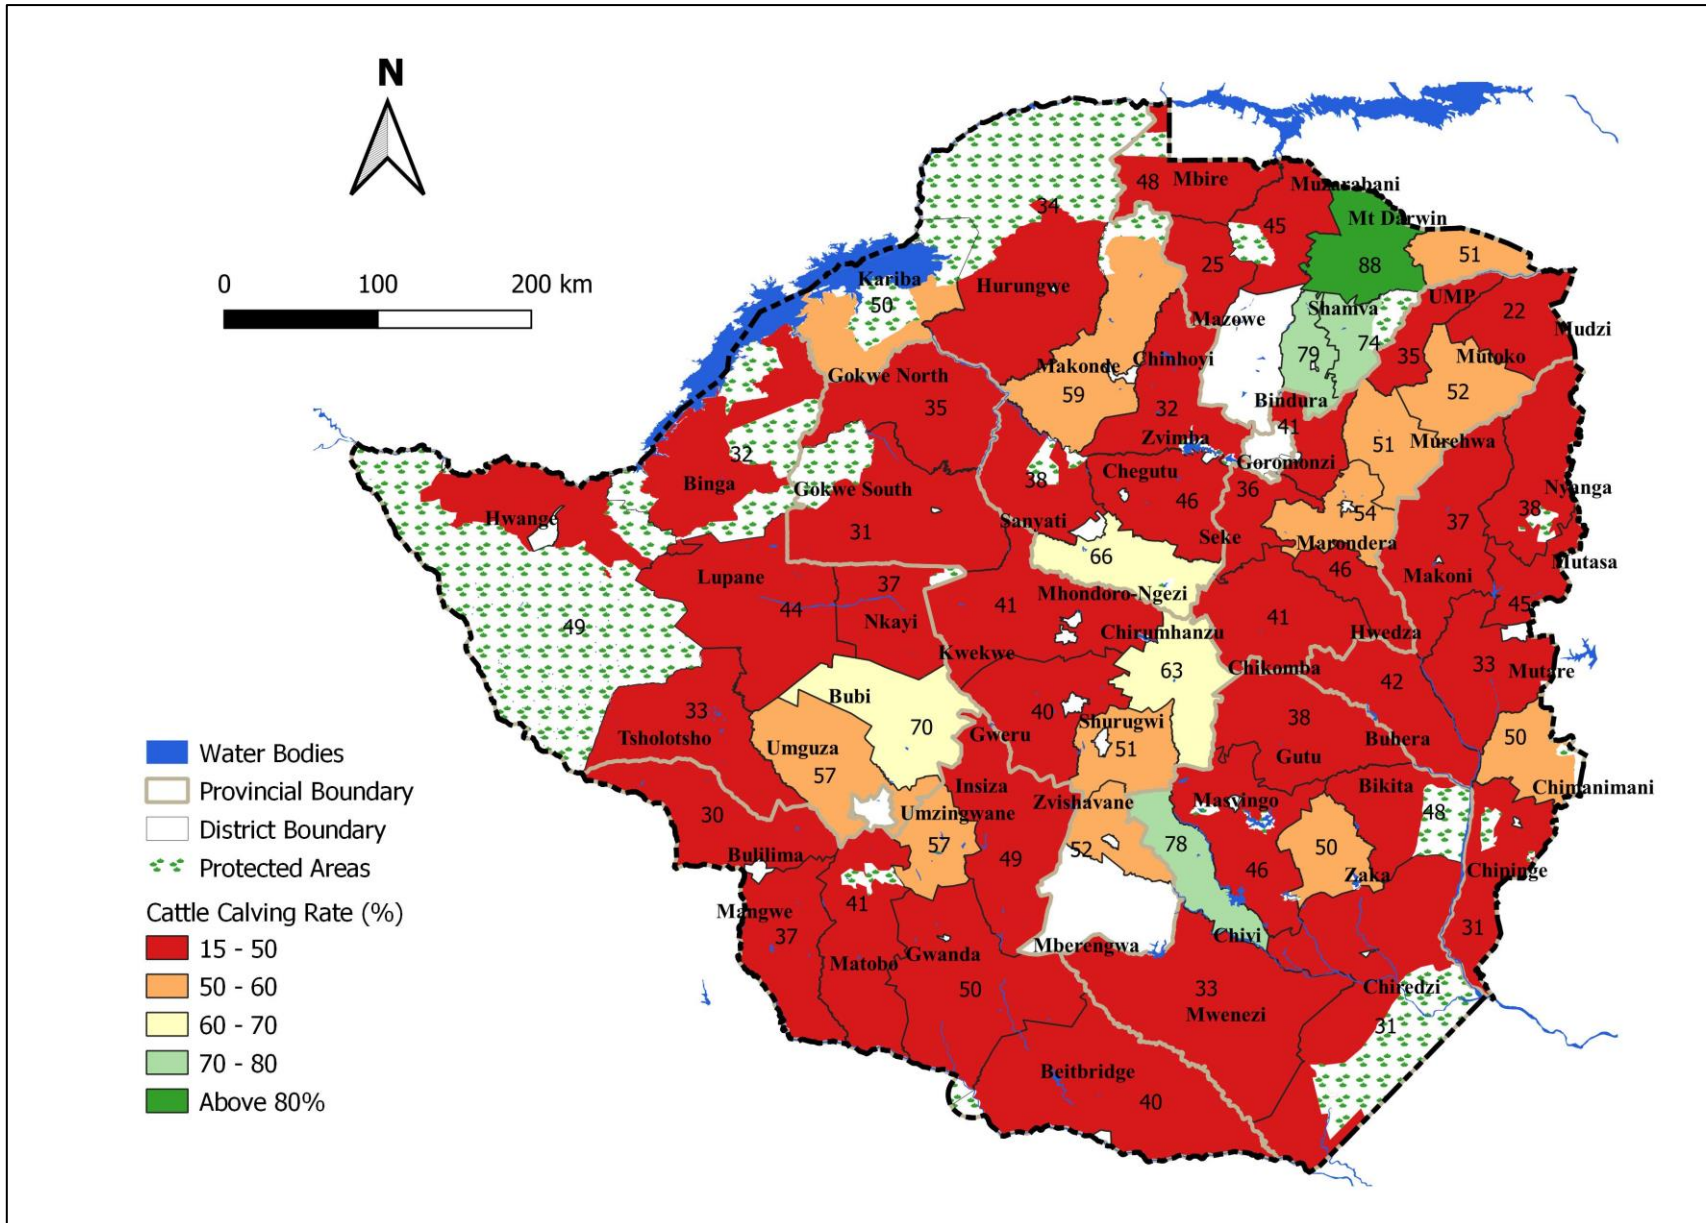 N
0 100 200 km
48 Mbire
Muzarabani
34
45
Mt Darwin
25
88
51
Kariba
50
Hurungwe
Shamva
UMP
22
Mazowe
Mudzi
79
74
35
Mutoko
Gokwe North
Makonde
Chinhoyi
59
52
35
32
Bindura
41
Zvimba
51
Murehwa
32
Binga
Chegutu
Goromonzi
Gokwe South
38
46
36
Nyanga
38
Hwange
54
37
Sanyati
31
Seke
Marondera
66
46
Mutasa
Lupane
37
Makoni
44
41
Mhondoro-Ngezi
45
Nkayi
41
49
Chirumhanzu
Hwedza
Kwekwe
63
Chikomba
33
Mutare
42
Bubi
33
40
38
Tsholotsho
70
Gweru
Shurugwi
50
Umguza
51
Gutu
Buhera
57
Insiza
Bikita
Chimanimani
30
Umzingwane
Zvishavane
Masvingo
48
57
52
78
50
Bulilima
49
46
Zaka
Chipinge
41
Mangwe
37
31
Matobo
Gwanda
Mberengwa
Chivi
50
33
Chiredzi
Mwenezi
31
Beitbridge
40
Water Bodies
Provincial Boundary
District Boundary
Protected Areas
Cattle Calving Rate (%)
15 - 50
50 - 60
60 - 70
70 - 80
Above 80%